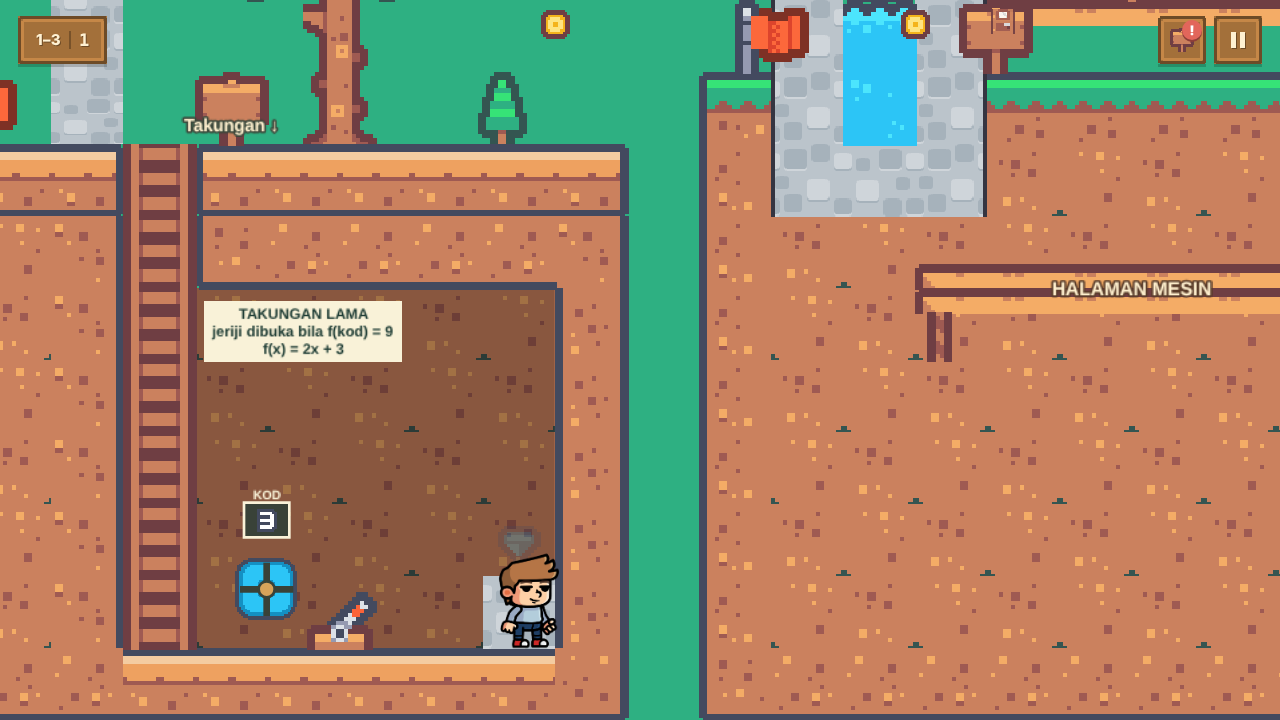 1-3 | 1
!
Takungan ↓
HALAMAN MESIN
TAKUNGAN LAMA
jeriji dibuka bila f(kod) = 9
f(x) = 2x + 3
KOD
3